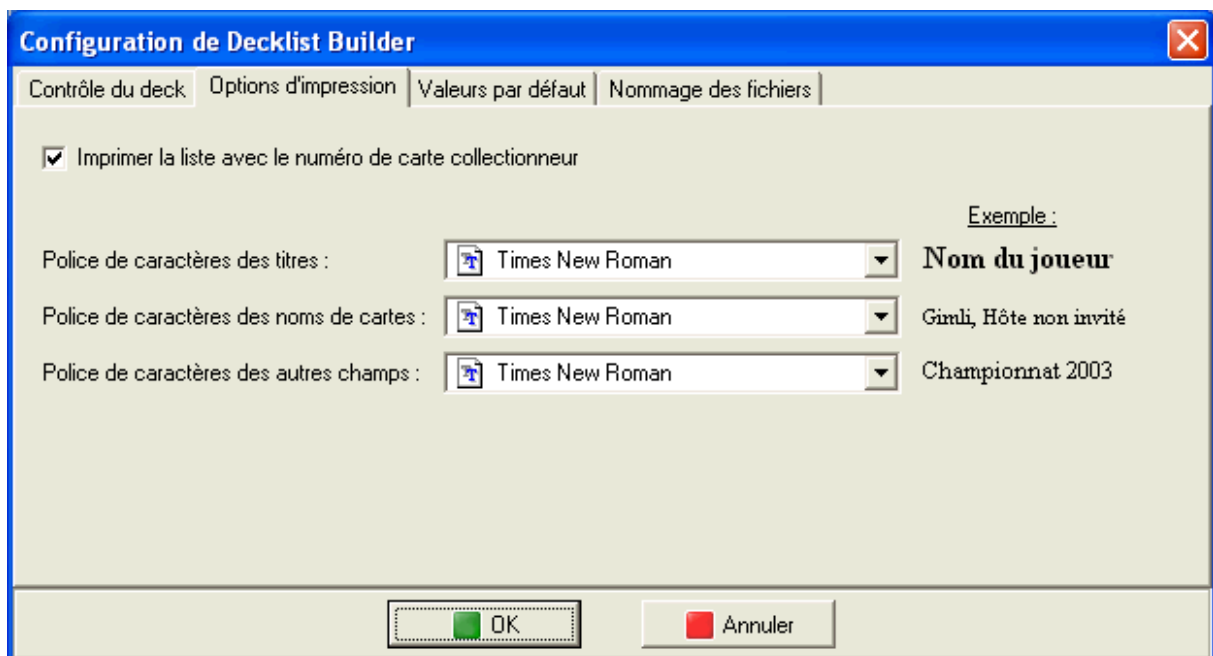 Configuration de Decklist Builder
Contrôle du deck Options d'impression Valeurs par défaut Nommage des fichiers
Imprimer la liste avec le numéro de carte collectionneur
Exemple :
Police de caractères des titres : Times New Roman Nom du joueur
Police de caractères des noms de cartes : Times New Roman Gimli, Hôte non invité
Police de caractères des autres champs : Times New Roman Championnat 2003
OK Annuler